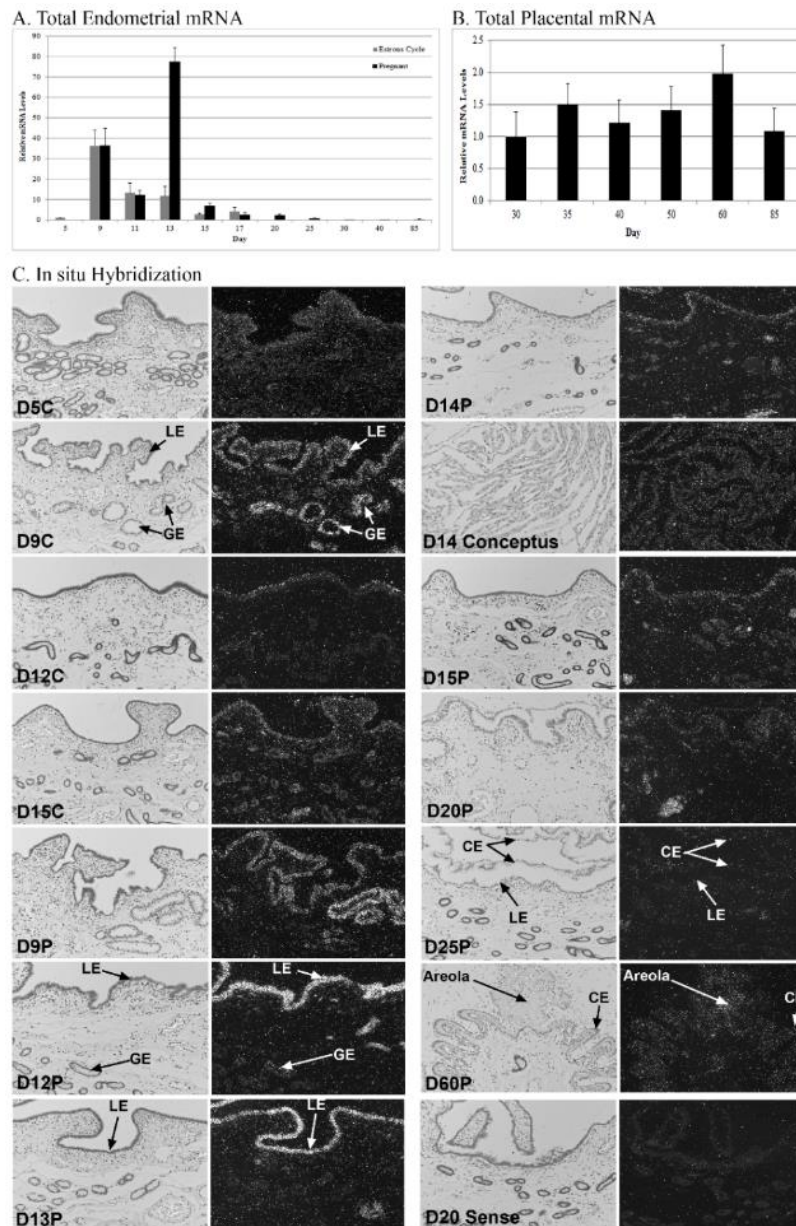 A. Total Endometrial mRNA
Relative mRNA Levels
90
80
70
60
50
40
30
20
10
0
Estrous Cycle
Pregnant
5 9 11 13 15 17 20 25 30 40 85
Day
B. Total Placental mRNA
Relative mRNA Levels
2.5
2.0
1.5
1.0
0.5
0.0
30 35 40 50 60 85
Day
C. In situ Hybridization
D5C
LE LE
GE GE
D9C
D12C
D15C
D9P
LE LE
GE GE
D12P
LE LE
D13P
D14P
D14 Conceptus
D15P
D20P
CE CE
LE LE
D25P
Areola Areola
CE CE
D60P
D20 Sense